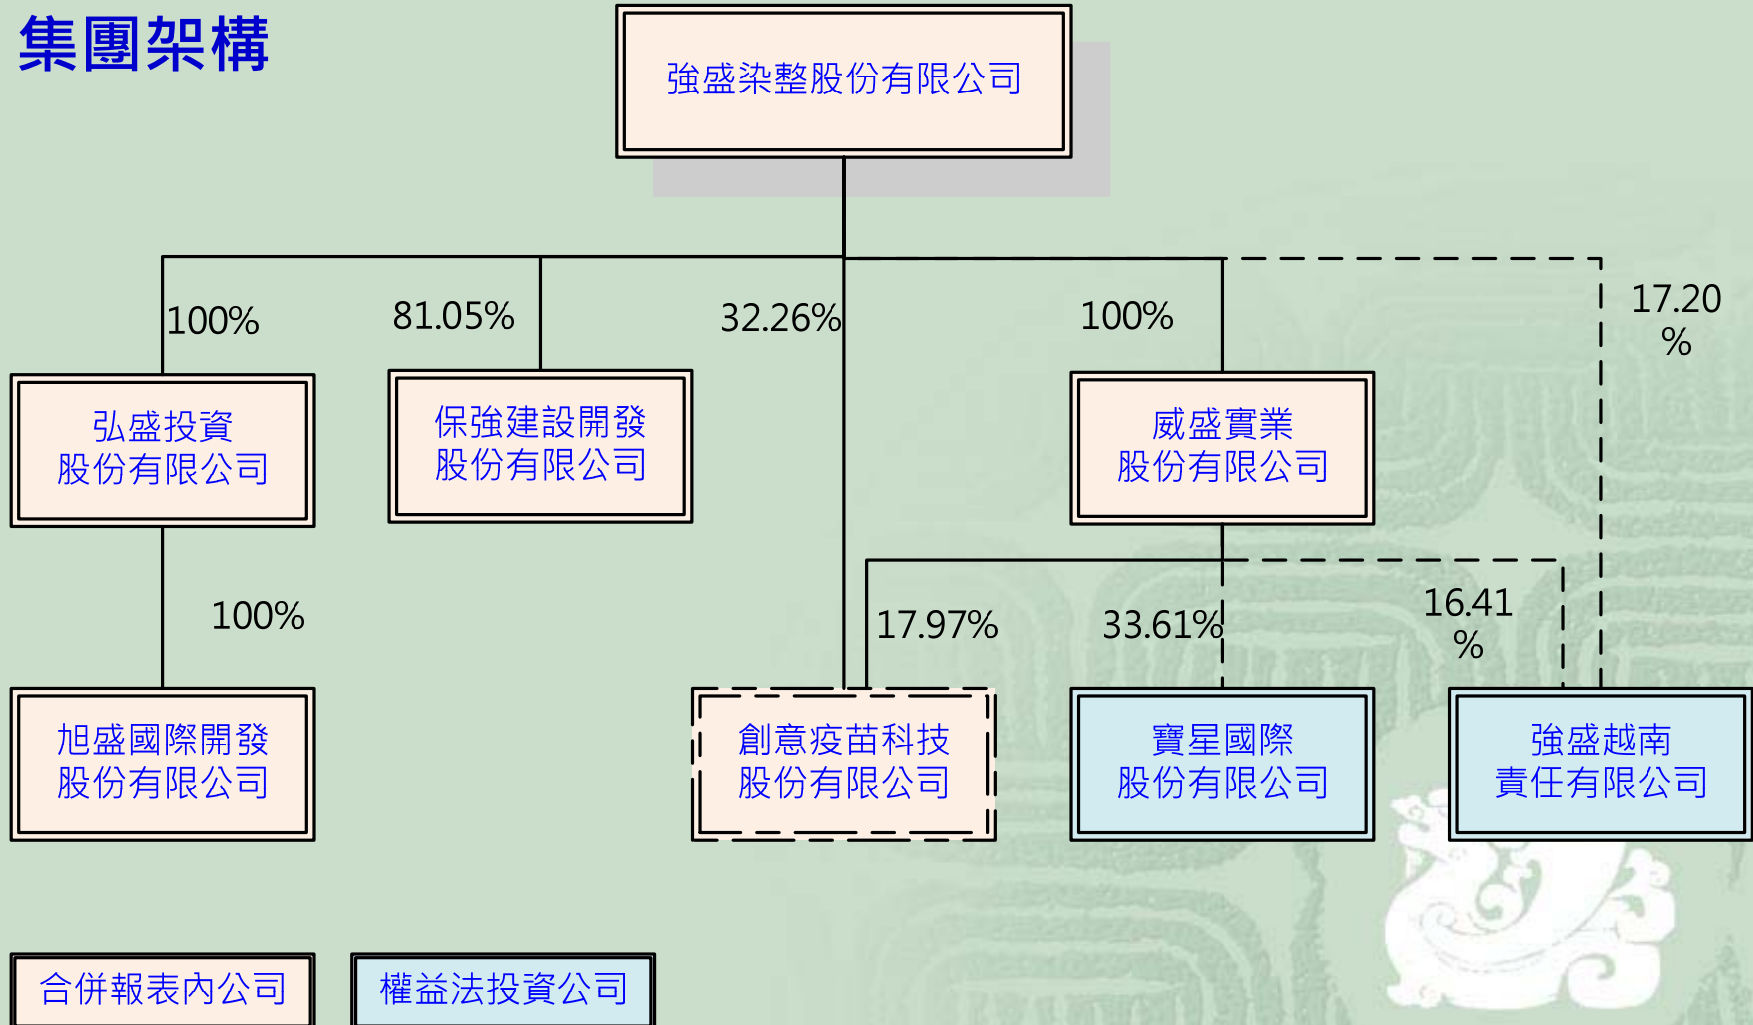 集團架構
強盛染整股份有限公司
100%
81.05%
32.26%
100%
17.20
%
弘盛投資
股份有限公司
保強建設開發
股份有限公司
威盛實業
股份有限公司
100%
17.97%
33.61%
16.41
%
旭盛國際開發
股份有限公司
創意疫苗科技
股份有限公司
寶星國際
股份有限公司
強盛越南
責任有限公司
合併報表內公司
權益法投資公司